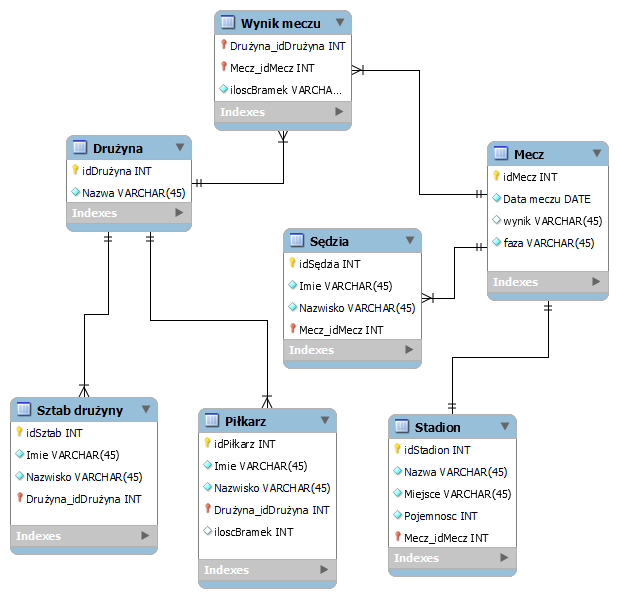 Wynik meczu
Drużyna_idDrużyna INT
Mecz_idMecz INT
iloscBramek VARCHA...
Indexes
Drużyna
idDrużyna INT
Nazwa VARCHAR(45)
Indexes
Mecz
idMecz INT
Data meczu DATE
wynik VARCHAR(45)
faza VARCHAR(45)
Indexes
Sędzia
idSędzia INT
Imie VARCHAR(45)
Nazwisko VARCHAR(45)
Mecz_idMecz INT
Indexes
Sztab drużyny
idSztab INT
Imie VARCHAR(45)
Nazwisko VARCHAR(45)
Drużyna_idDrużyna INT
Indexes
Piłkarz
idPiłkarz INT
Imie VARCHAR(45)
Nazwisko VARCHAR(45)
Drużyna_idDrużyna INT
iloscBramek INT
Indexes
Stadion
idStadion INT
Nazwa VARCHAR(45)
Miejsce VARCHAR(45)
Pojemnosc INT
Mecz_idMecz INT
Indexes